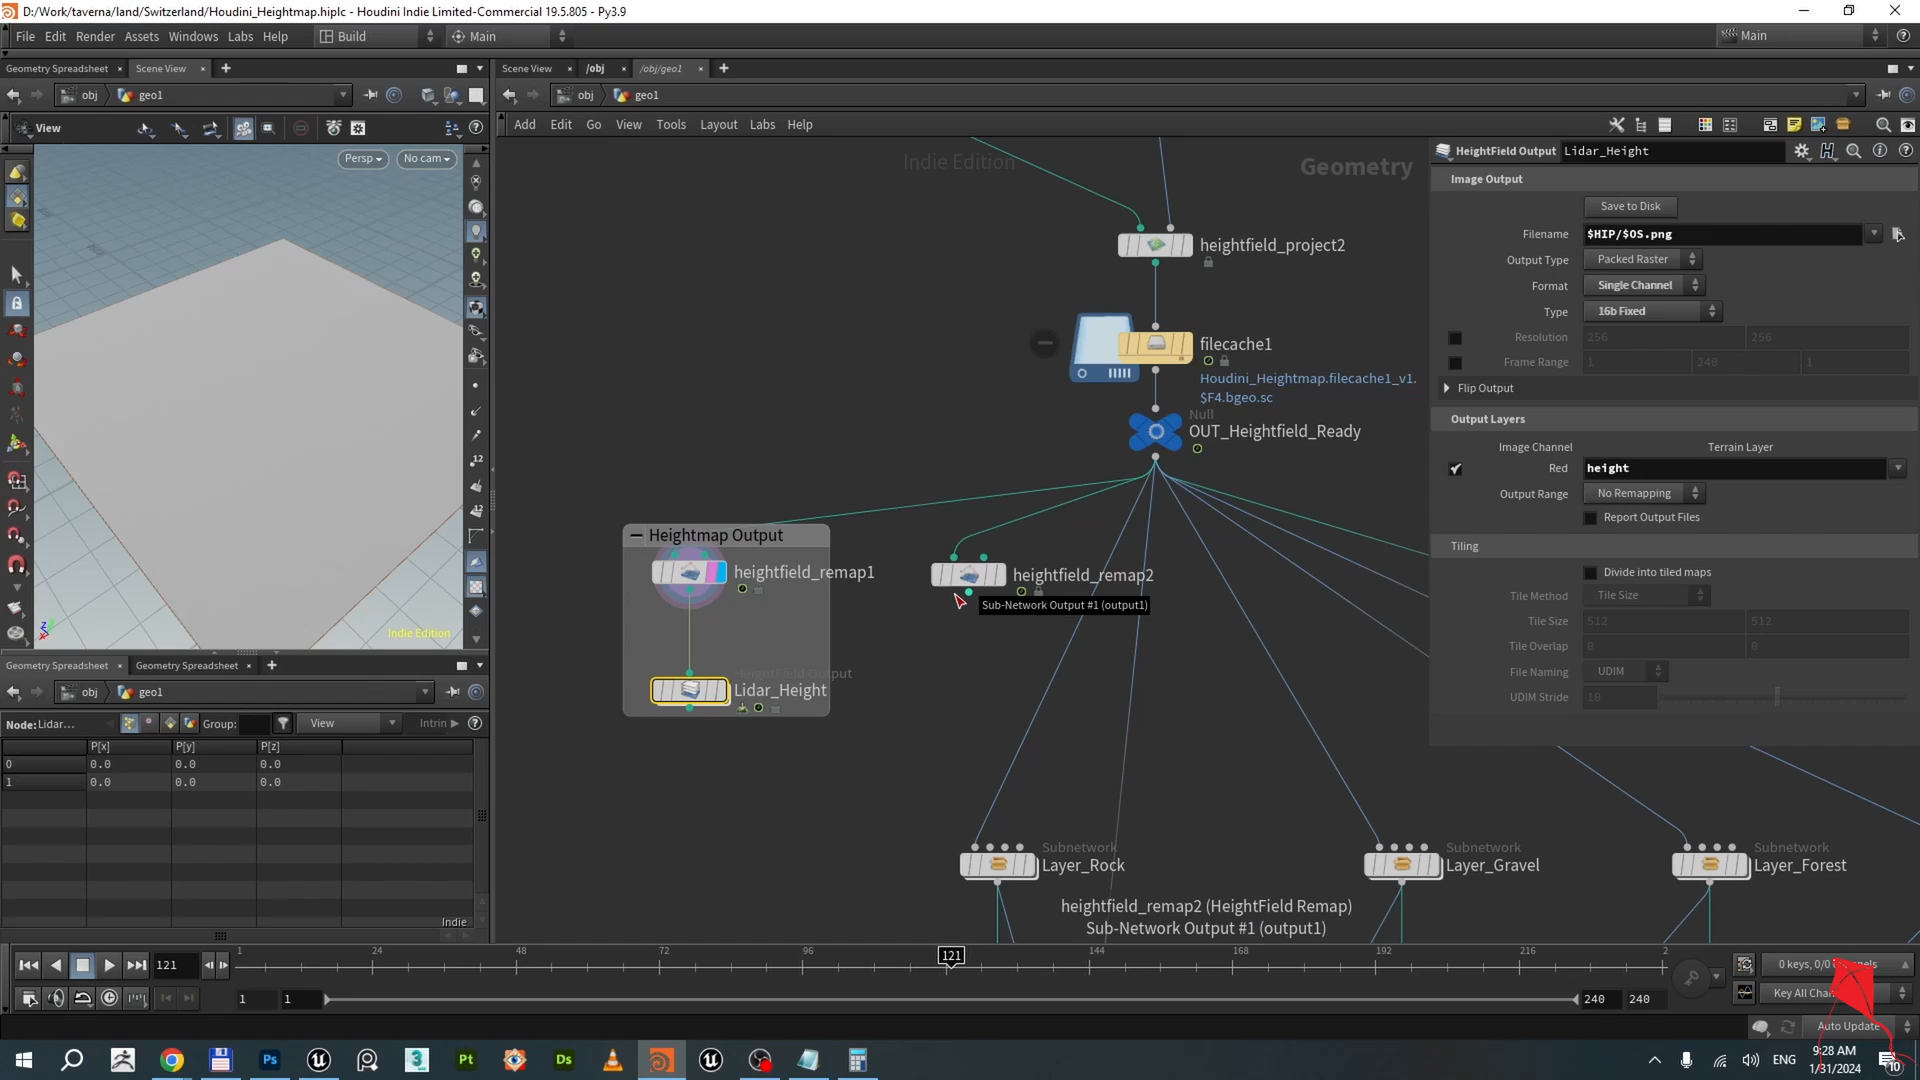 D:/Work/taverna/land/Switzerland/Houdini_Heightmap.hiplc - Houdini Indie Limited-Commercial 19.5.805 - Py3.9
File Edit Render Assets Windows Labs Help Build Main Main
Geometry Spreadsheet Scene View
obj geo1
View
Persp No cam
Indie Edition
Scene View /obj /obj/geo1
obj geo1
Add Edit Go View Tools Layout Labs Help
Indie Edition
Geometry
heightfield_project2
filecache1
Houdini_Heightmap.filecache1_v1.
$F4.bgeo.sc
Null
OUT_Heightfield_Ready
Heightmap Output
heightfield_remap1
heightfield_remap2
Sub-Network Output #1 (output1)
HeightField Output
Lidar_Height
Subnetwork
Layer_Rock
Subnetwork
Layer_Gravel
Subnetwork
Layer_Forest
heightfield_remap2 (HeightField Remap)
Sub-Network Output #1 (output1)
HeightField Output Lidar_Height
Image Output
Save to Disk
Filename $HIP/$OS.png
Output Type Packed Raster
Format Single Channel
Type 16b Fixed
Resolution 256 256
Frame Range 1 240 1
Flip Output
Output Layers
Image Channel Terrain Layer
Red height
Output Range No Remapping
Report Output Files
Tiling
Divide into tiled maps
Tile Method Tile Size
Tile Size 512 512
Tile Overlap 0 0
File Naming UDIM
UDIM Stride 10
Geometry Spreadsheet Geometry Spreadsheet
obj geo1
Node: Lidar... Group: View Intrin
P[x] P[y] P[z]
0 0.0 0.0 0.0
1 0.0 0.0 0.0
Indie
121 1 24 48 72 96 121 144 168 192 216 2
1 1 240 240
0 keys, 0/0
Key All Cha
Auto Update
Pt Ps Ds
ENG
9:28 AM
1/31/2024
10